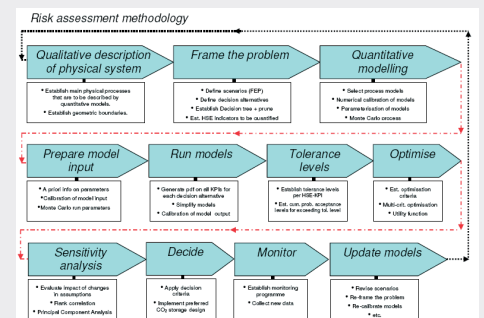 Risk assessment methodology
Qualitative description
of physical system
Frame the problem
Quantitative
modelling
• Establish main physical processes
that are to be described by
quantitative models.
• Establish geometric boundaries.
• Define scenarios (FEP)
• Define decision alternatives
• Establish Decision tree + prune
• Est. HSE Indicators to be quantified
• Select process models
• Numerical calibration of models
• Parameterisation of models
• Monte Carlo process
Prepare model
input
Run models
Tolerance
levels
Optimise
• A priori info on parameters
• Calibration of model input
• Monte Carlo run parameters
• Generate pdf on all KPIs for
each decision alternative
• Simplify models
• Calibration of model output
• Establish tolerance levels
per HSE-KPI
• Est. cum. prob. acceptance
levels for exceeding tol. level
• Est. optimisation
criteria
• Multi-crit. optimisation
• Utility function
Sensitivity
analysis
Decide
Monitor
Update models
• Evaluate impact of changes
in assumptions
• Rank correlation
• Principal Component Analysis
• Apply decision
criteria
• Implement preferred
CO₂ storage design
• Establish monitoring
programme
• Collect new data
• Revise scenarios
• Re-frame the problem
• Re-calibrate models
• etc.